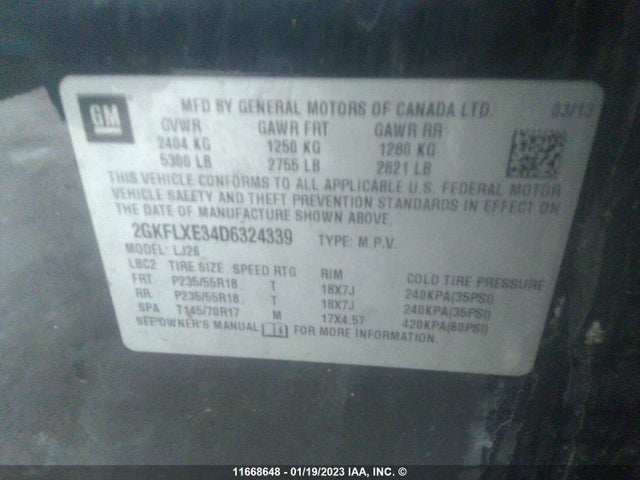 GM
MFD BY GENERAL MOTORS OF CANADA LTD. 03/13
GVWR GAWR FRT GAWR RR
2404 KG 1250 KG 1280 KG
5300 LB 2755 LB 2821 LB
THIS VEHICLE CONFORMS TO ALL APPLICABLE U.S. FEDERAL MOTOR
VEHICLE SAFETY AND THEFT PREVENTION STANDARDS IN EFFECT ON
THE DATE OF MANUFACTURE SHOWN ABOVE.
2GKFLXE34D6324339 TYPE: M.P.V.
MODEL: LJ26
LBC2 TIRE SIZE SPEED RTG RIM COLD TIRE PRESSURE
FRT P235/55R18 T 18X7J 240KPA(35PSI)
RR P235/55R18 T 18X7J 240KPA(35PSI)
SPA T145/70R17 M 17X4.5T 420KPA(60PSI)
SEE OWNER'S MANUAL FOR MORE INFORMATION.
11668648 - 01/19/2023 IAA, INC. ©